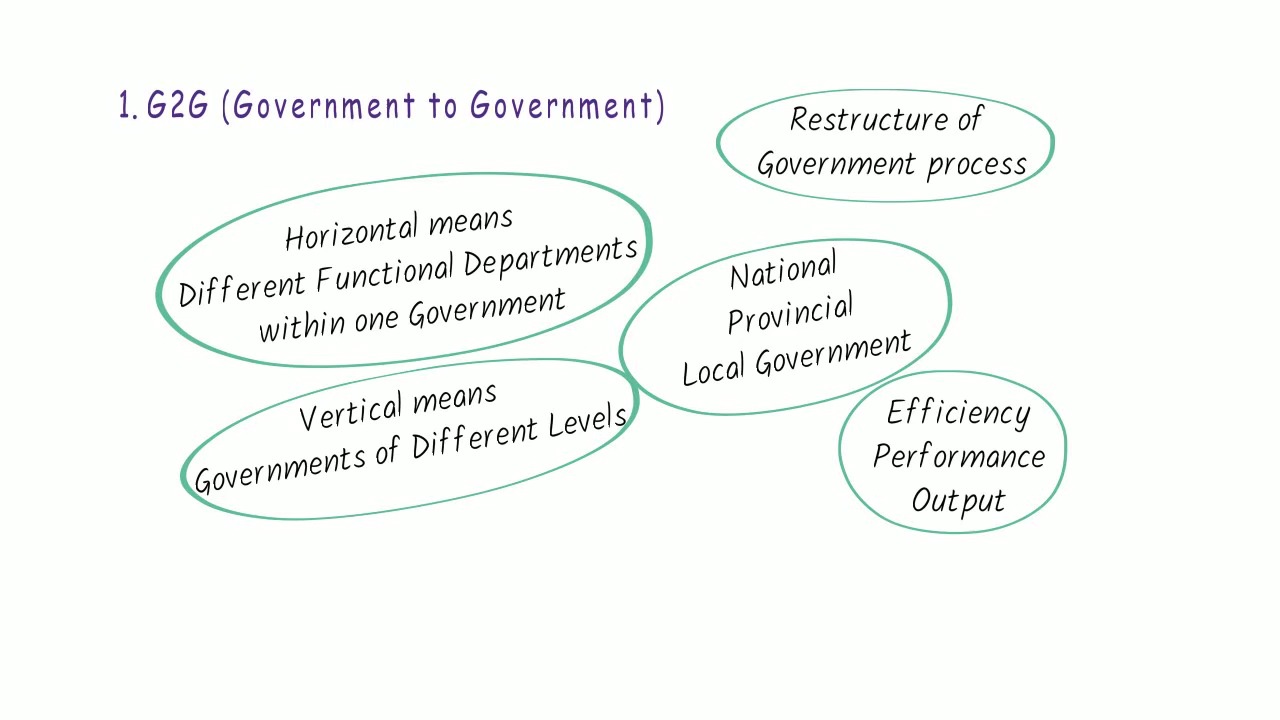 1. G2G (Government to Government)
Restructure of
Government process
Horizontal means
Different Functional Departments
within one Government
National
Provincial
Local Government
Vertical means
Governments of Different Levels
Efficiency
Performance
Output